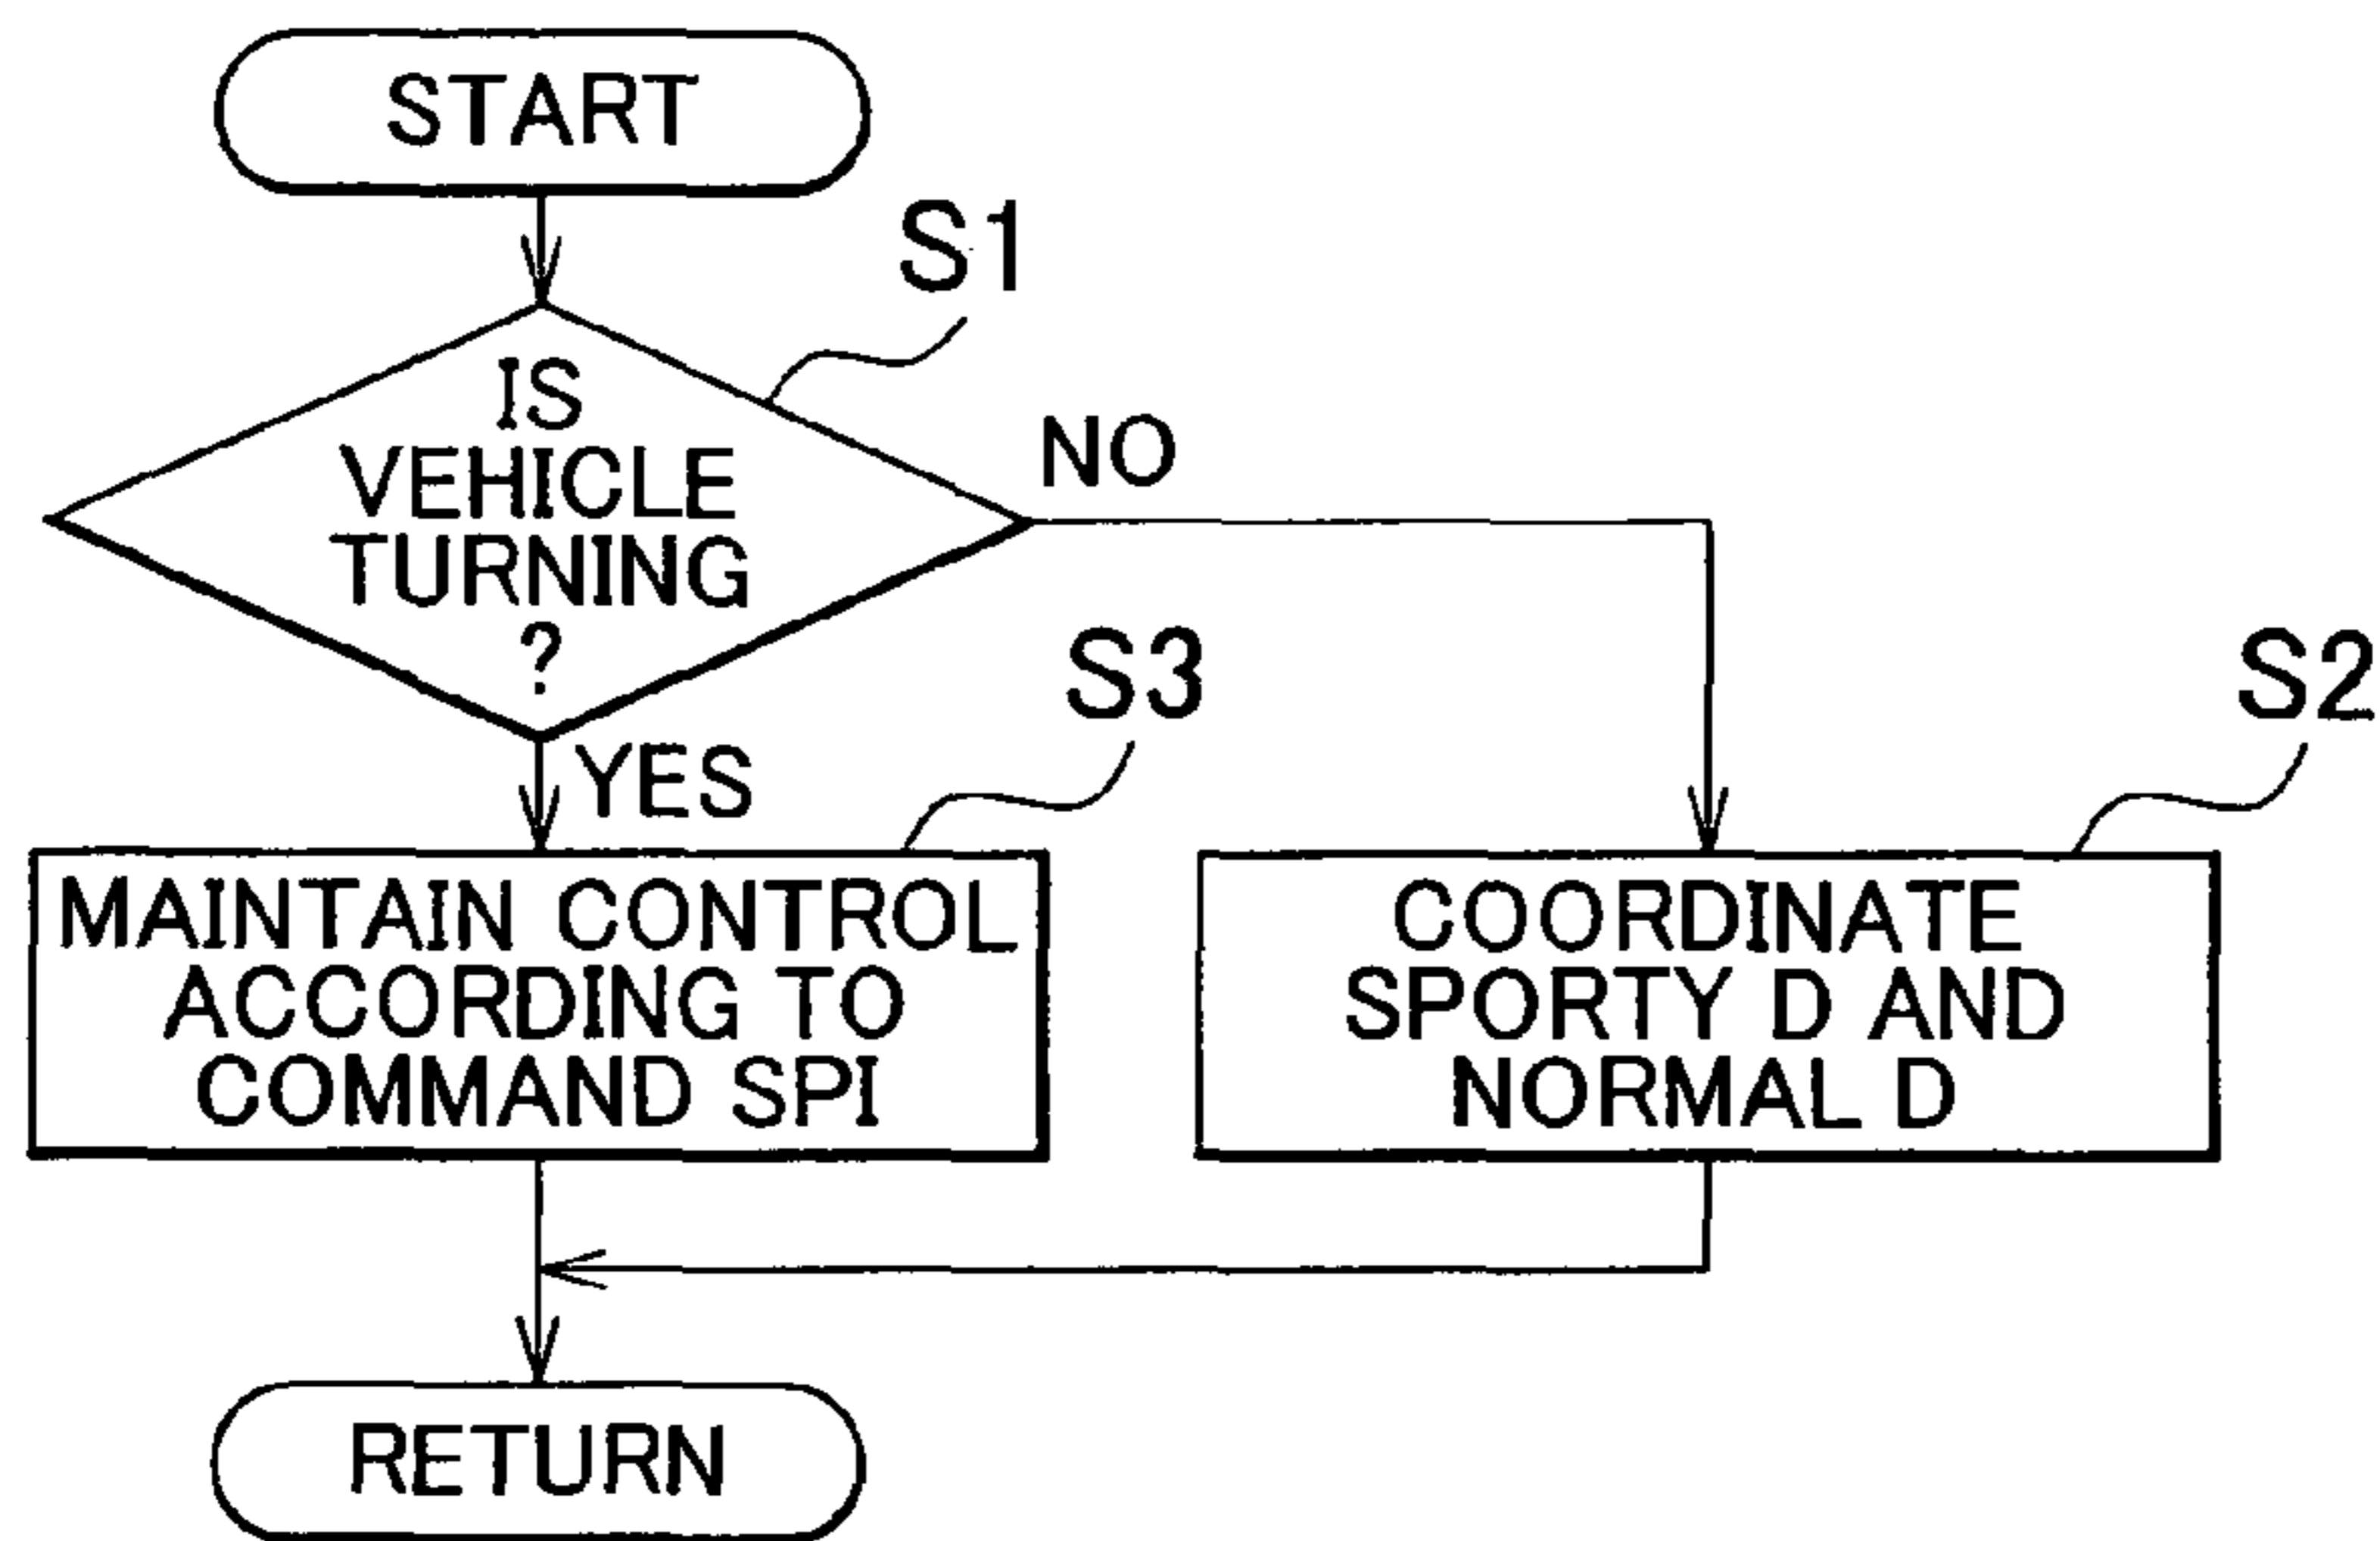 START
S1
IS
VEHICLE
TURNING
?
NO
YES
S3
S2
MAINTAIN CONTROL
ACCORDING TO
COMMAND SPI
COORDINATE
SPORTY D AND
NORMAL D
RETURN